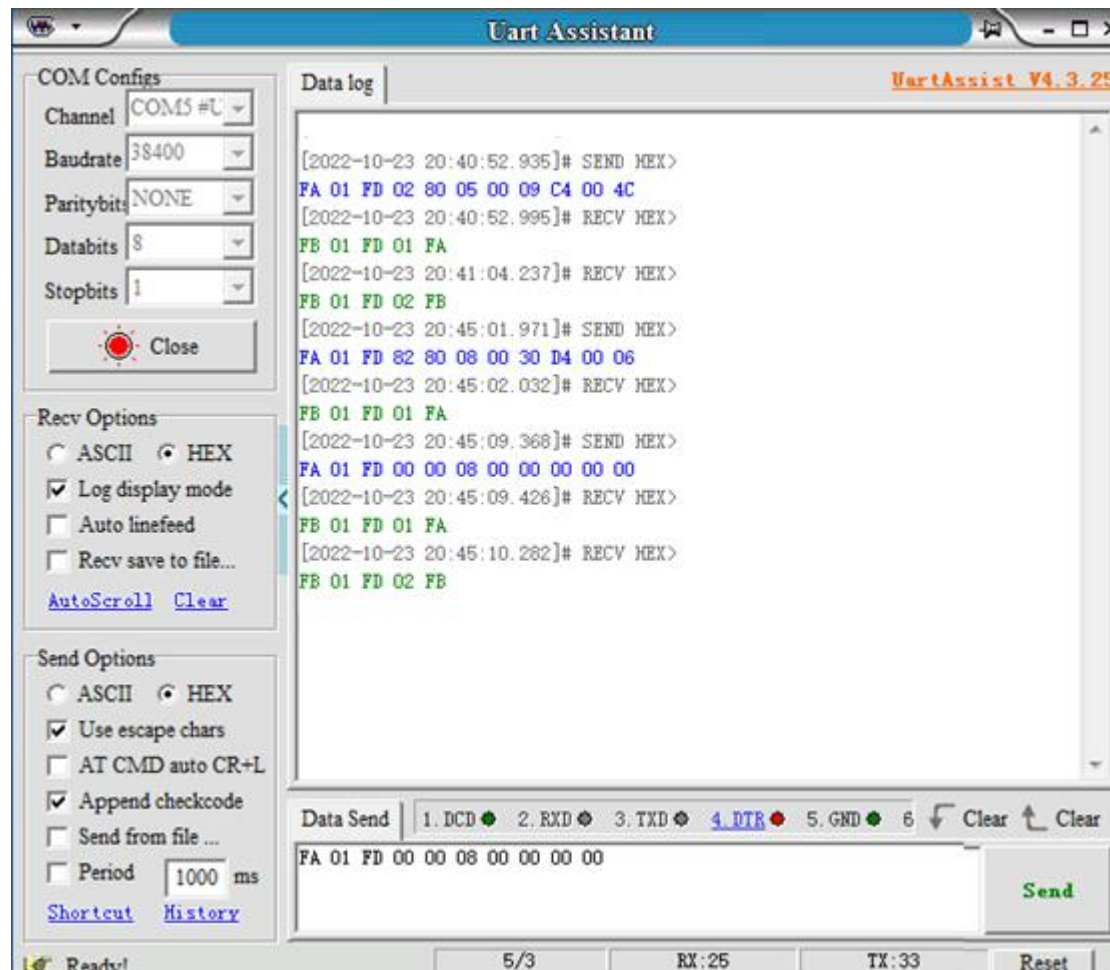 Uart Assistant
COM Configs
Channel COM5 #U
Baudrate 38400
Paritybits NONE
Databits 8
Stopbits 1
Close
Recv Options
ASCII HEX
Log display mode
Auto linefeed
Recv save to file...
AutoScroll Clear
Send Options
ASCII HEX
Use escape chars
AT CMD auto CR+L
Append checkcode
Send from file ...
Period 1000 ms
Shortcut History
Data log UartAssist V4.3.25
[2022-10-23 20:40:52.935]# SEND HEX>
FA 01 FD 02 80 05 00 09 C4 00 4C
[2022-10-23 20:40:52.995]# RECV HEX>
FB 01 FD 01 FA
[2022-10-23 20:41:04.237]# RECV HEX>
FB 01 FD 02 FB
[2022-10-23 20:45:01.971]# SEND HEX>
FA 01 FD 82 80 08 00 30 D4 00 06
[2022-10-23 20:45:02.032]# RECV HEX>
FB 01 FD 01 FA
[2022-10-23 20:45:09.368]# SEND HEX>
FA 01 FD 00 00 08 00 00 00 00 00
[2022-10-23 20:45:09.426]# RECV HEX>
FB 01 FD 01 FA
[2022-10-23 20:45:10.282]# RECV HEX>
FB 01 FD 02 FB
Data Send 1. DCD 2. RXD 3. TXD 4. DTR 5. GND 6 Clear Clear
FA 01 FD 00 00 08 00 00 00 00
Send
Ready! 5/3 RX:25 TX:33 Reset